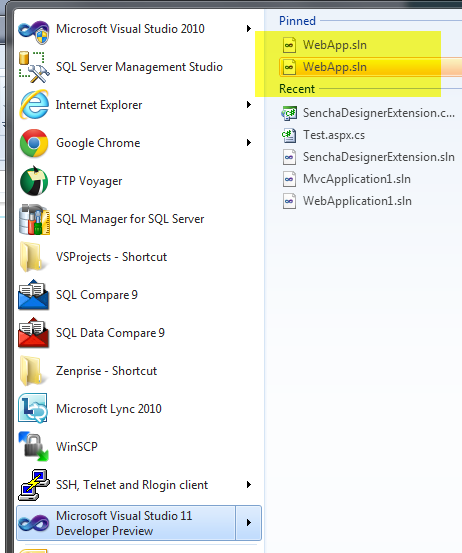 Microsoft Visual Studio 2010
SQL Server Management Studio
Internet Explorer
Google Chrome
FTP Voyager
SQL Manager for SQL Server
VSProjects - Shortcut
SQL Compare 9
SQL Data Compare 9
Zenprise - Shortcut
Microsoft Lync 2010
WinSCP
SSH, Telnet and Rlogin client
Microsoft Visual Studio 11
Developer Preview
Pinned
WebApp.sln
WebApp.sln
Recent
SenchaDesignerExtension.c...
Test.aspx.cs
SenchaDesignerExtension.sln
MvcApplication1.sln
WebApplication1.sln